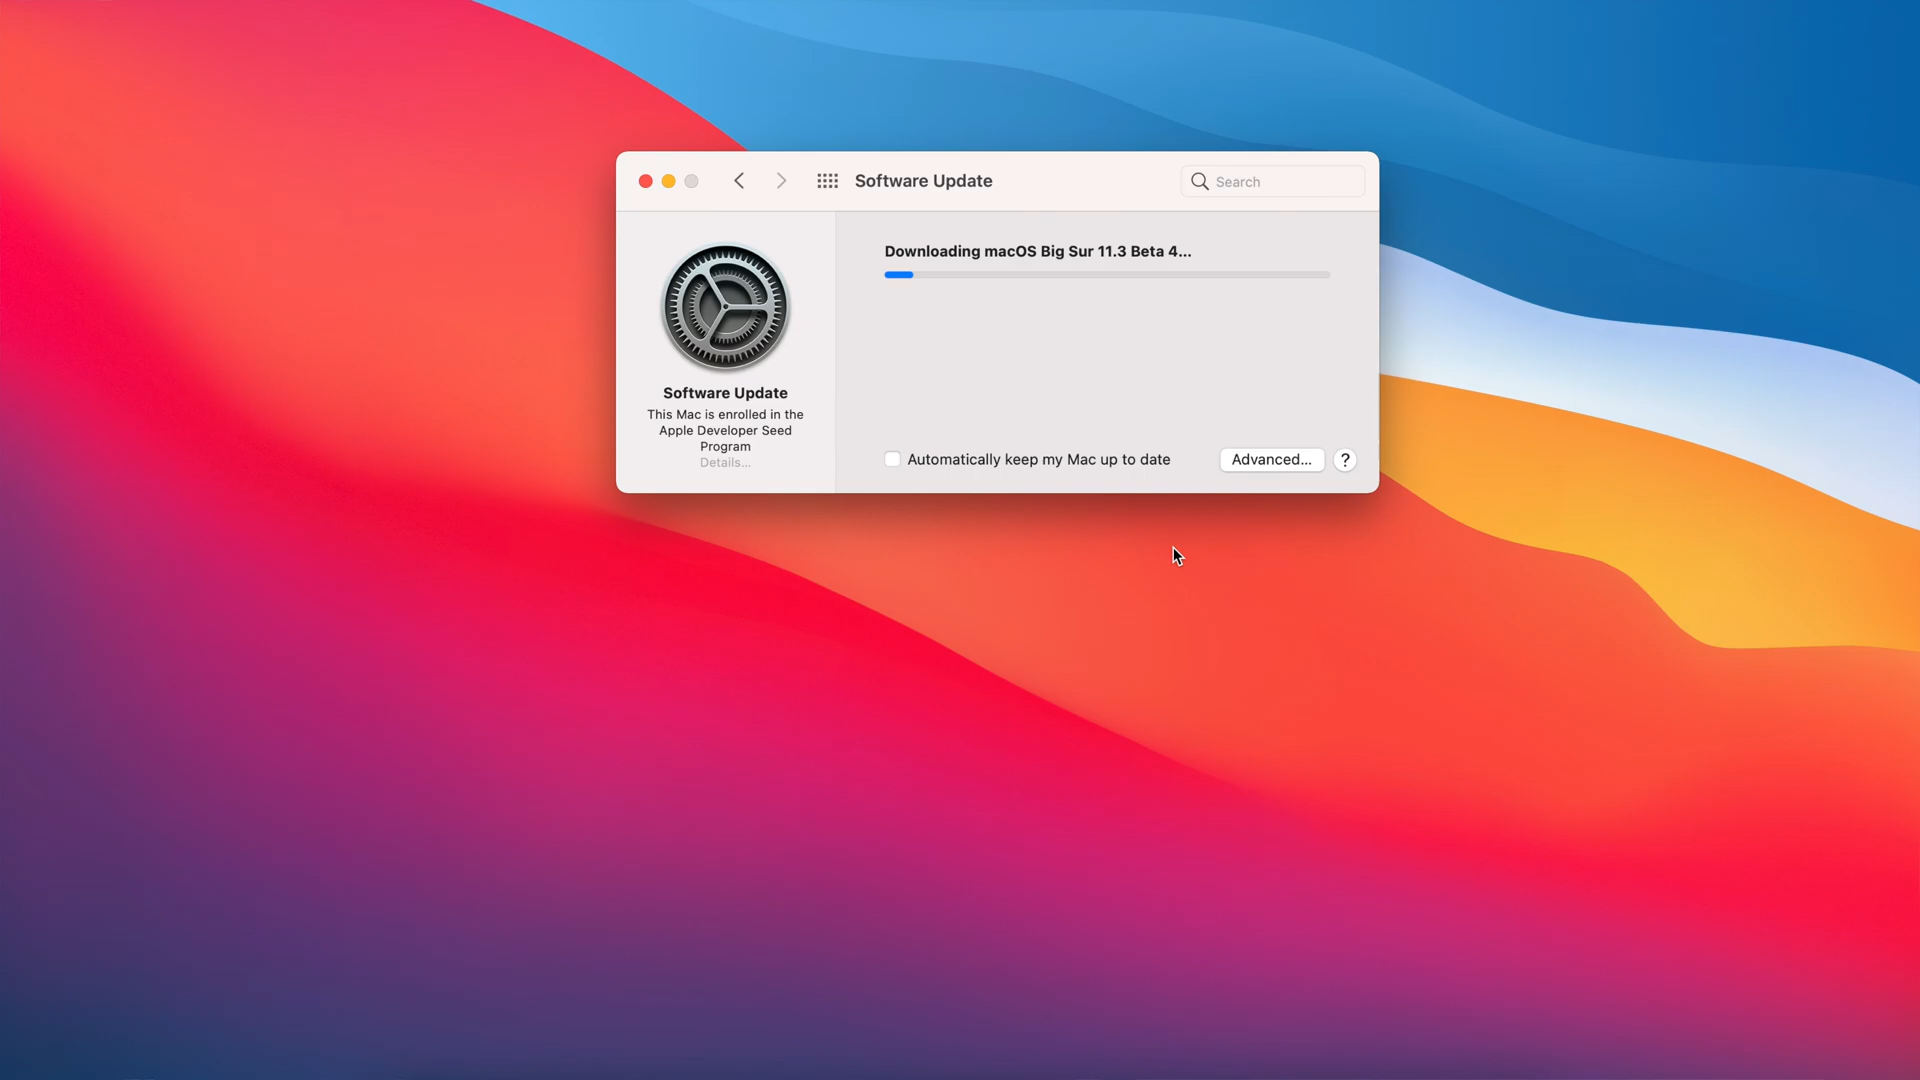 Software Update
Search
Downloading macOS Big Sur 11.3 Beta 4...
Software Update
This Mac is enrolled in the
Apple Developer Seed
Program
Details...
Automatically keep my Mac up to date
Advanced...
?